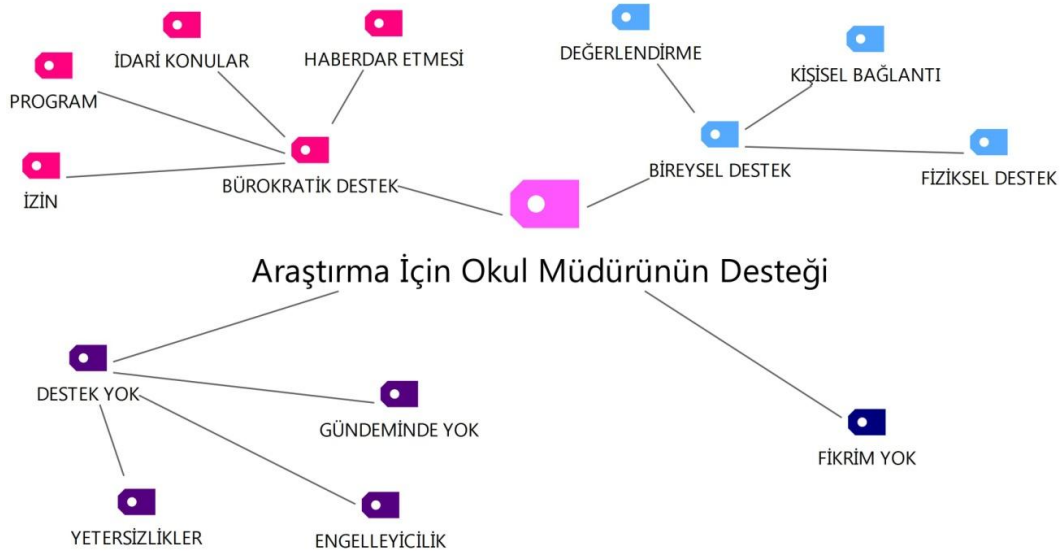 İDARİ KONULAR
HABERDAR ETMESİ
DEĞERLENDİRME
KİŞİSEL BAĞLANTI
PROGRAM
İZİN
BÜROKRATİK DESTEK
BİREYSEL DESTEK
FİZİKSEL DESTEK
Araştırma İçin Okul Müdürünün Desteği
DESTEK YOK
GÜNDEMİNDE YOK
FİKRİM YOK
YETERSİZLİKLER
ENGELLEYİCİLİK